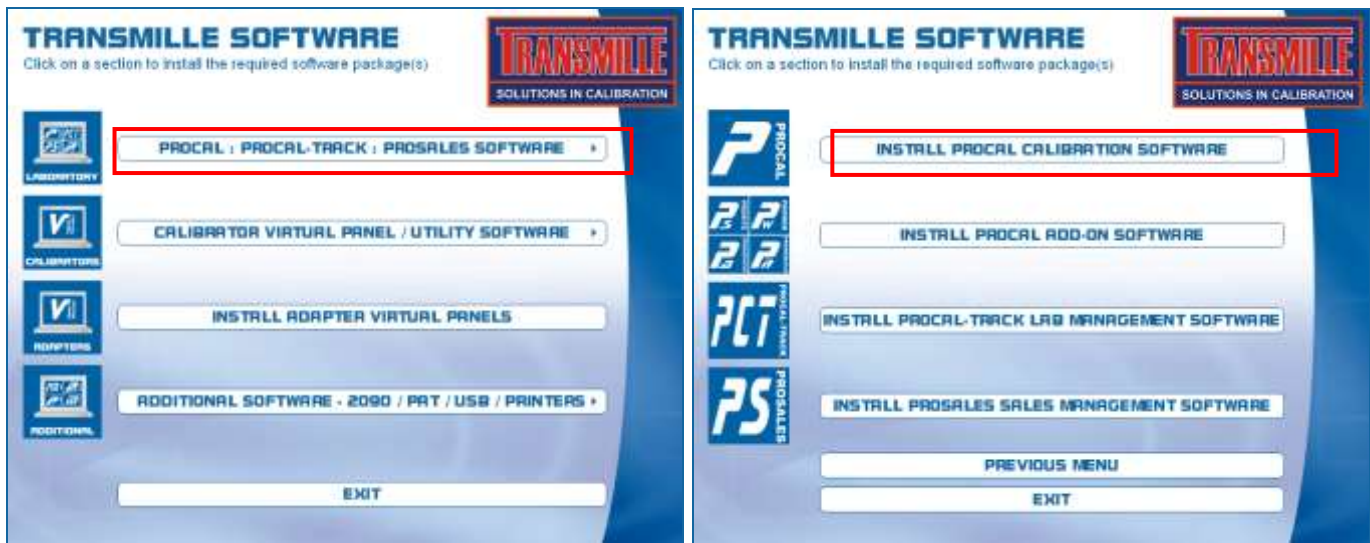 TRANSMILLE SOFTWARE
Click on a section to install the required software package(s)
TRANSMILLE
SOLUTIONS IN CALIBRATION
LABORATORY
PROCAL : PROCAL-TRACK : PROSALES SOFTWARE
CALIBRATORS
CALIBRATOR VIRTUAL PANEL / UTILITY SOFTWARE
ADAPTERS
INSTALL ADAPTER VIRTUAL PANELS
ADDITIONAL
ADDITIONAL SOFTWARE - 2090 / PAT / USB / PRINTERS
EXIT
TRANSMILLE SOFTWARE
Click on a section to install the required software package(s)
TRANSMILLE
SOLUTIONS IN CALIBRATION
P PROCAL
INSTALL PROCAL CALIBRATION SOFTWARE
INSTALL PROCAL ADD-ON SOFTWARE
PCT PROCAL-TRACK
INSTALL PROCAL-TRACK LAB MANAGEMENT SOFTWARE
PS PROSALES
INSTALL PROSALES SALES MANAGEMENT SOFTWARE
PREVIOUS MENU
EXIT